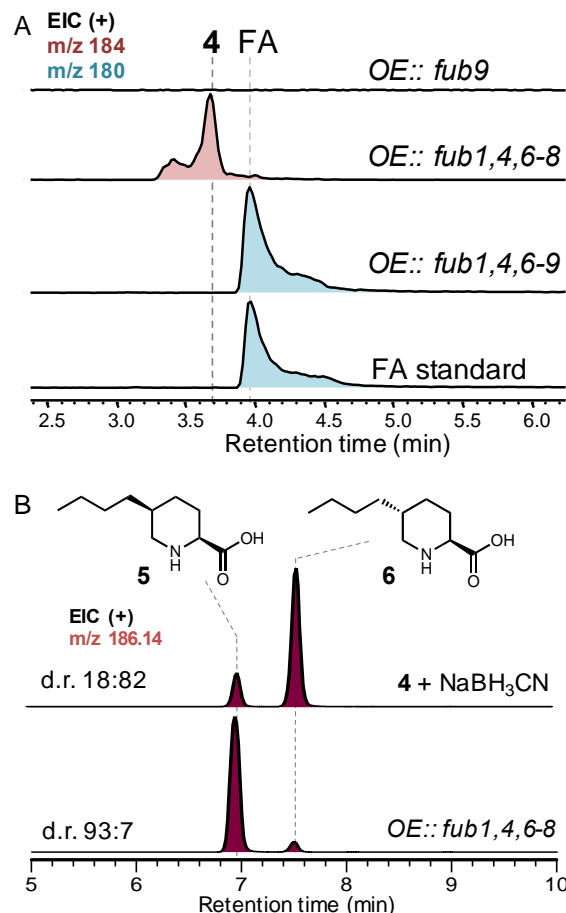 A
EIC (+)
m/z 184
m/z 180
4 FA
OE:: fub9
OE:: fub1,4,6-8
OE:: fub1,4,6-9
FA standard
2.5 3.0 3.5 4.0 4.5 5.0 5.5 6.0
Retention time (min)
B
OH
N
H
O
5
OH
N
H
O
6
EIC (+)
m/z 186.14
d.r. 18:82
4 + NaBH₃CN
d.r. 93:7
OE:: fub1,4,6-8
5 6 7 8 9 10
Retention time (min)